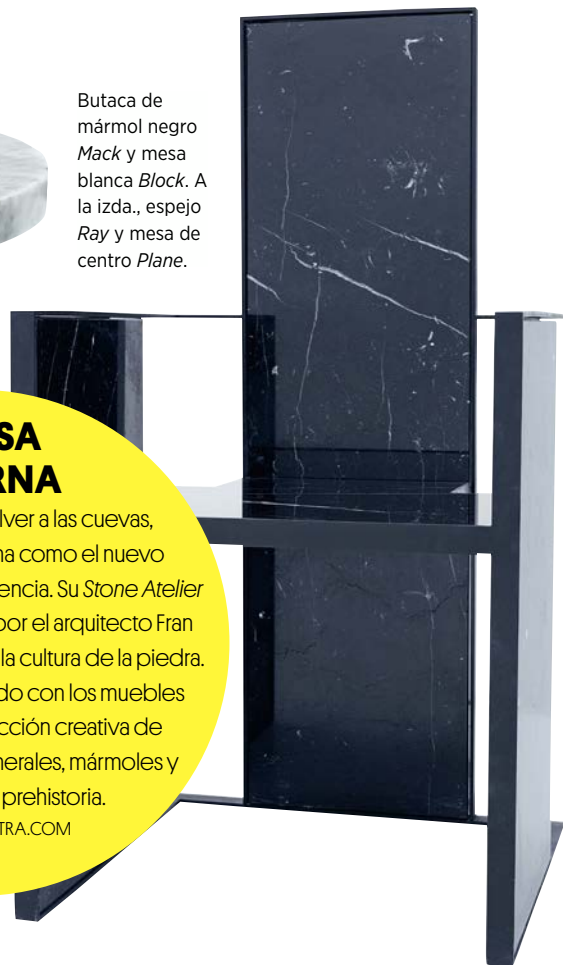 Butaca de
mármol negro
Mack y mesa
blanca Block. A
la izda., espejo
Ray y mesa de
centro Plane.
SA
RNA
lver a las cuevas,
na como el nuevo
encia. Su Stone Atelier
por el arquitecto Fran
la cultura de la piedra.
do con los muebles
cción creativa de
nerales, mármoles y
prehistoria.
TRA.COM